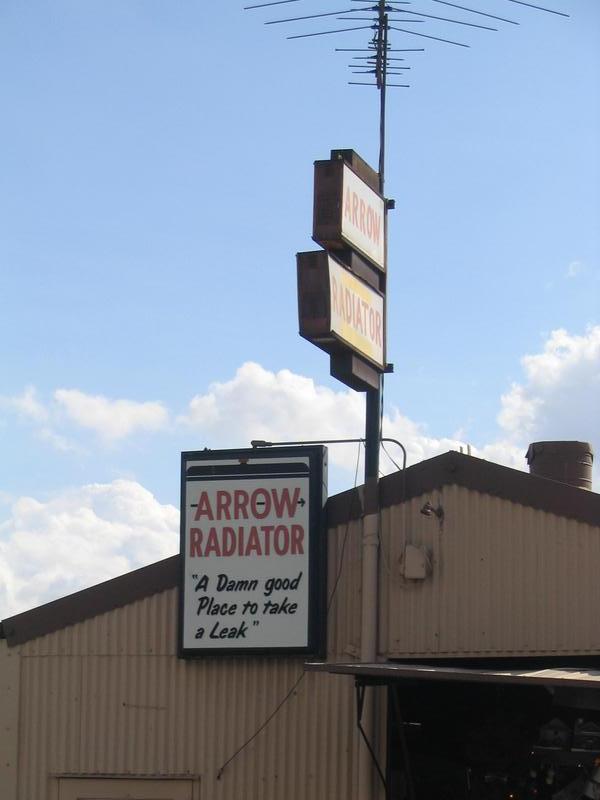 ARROW
RADIATOR
ARROW
RADIATOR
"A Damn good
Place to take
a Leak"